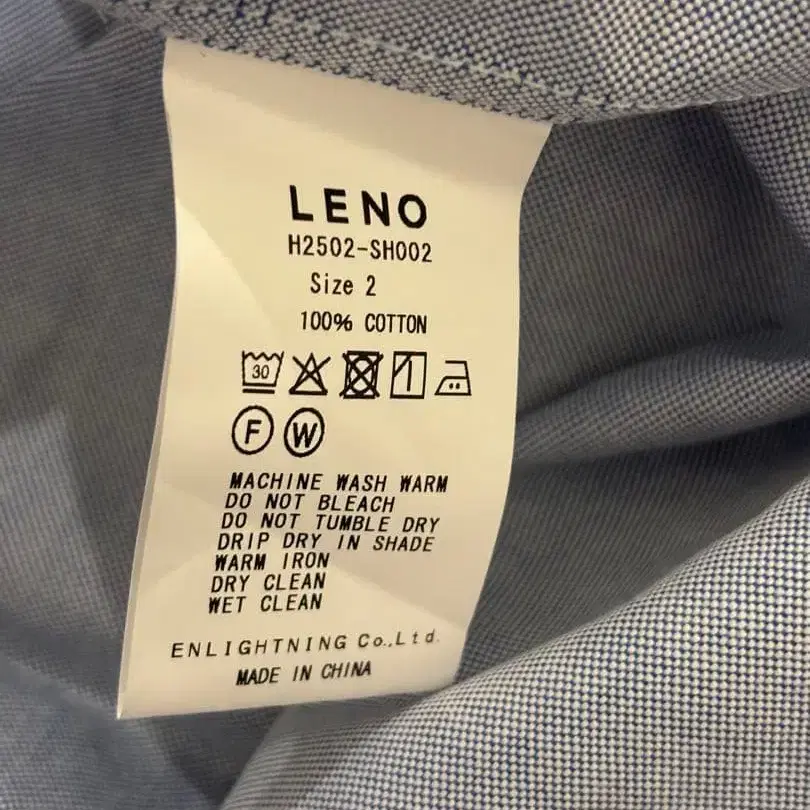 LENO
H2502-SH002
Size 2
100% COTTON
30
F W
MACHINE WASH WARM
DO NOT BLEACH
DO NOT TUMBLE DRY
DRIP DRY IN SHADE
WARM IRON
DRY CLEAN
WET CLEAN
ENLIGHTNING Co.,Ltd.
MADE IN CHINA